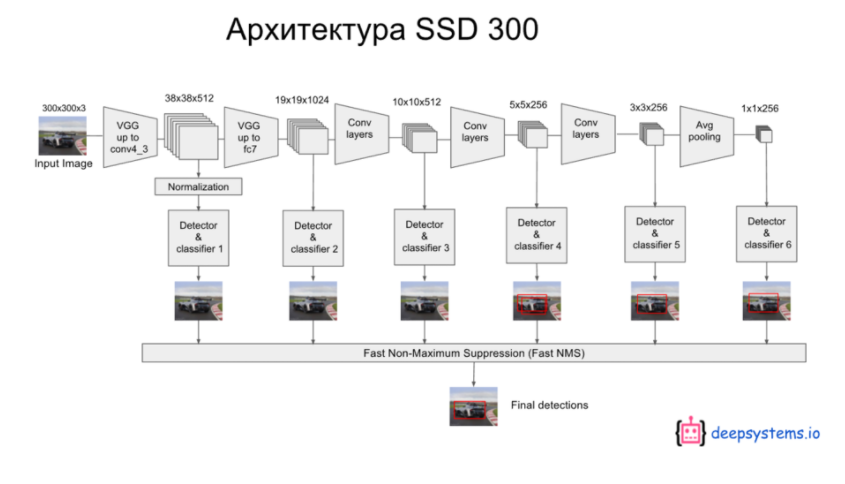 Архитектура SSD 300
300x300x3
38x38x512
19x19x1024
10x10x512
5x5x256
3x3x256
1x1x256
Input Image
VGG
up to
conv4_3
VGG
up to
fc7
Conv
layers
Conv
layers
Conv
layers
Avg
pooling
Normalization
Detector
&
classifier 1
Detector
&
classifier 2
Detector
&
classifier 3
Detector
&
classifier 4
Detector
&
classifier 5
Detector
&
classifier 6
Fast Non-Maximum Suppression (Fast NMS)
Final detections
deepsystems.io